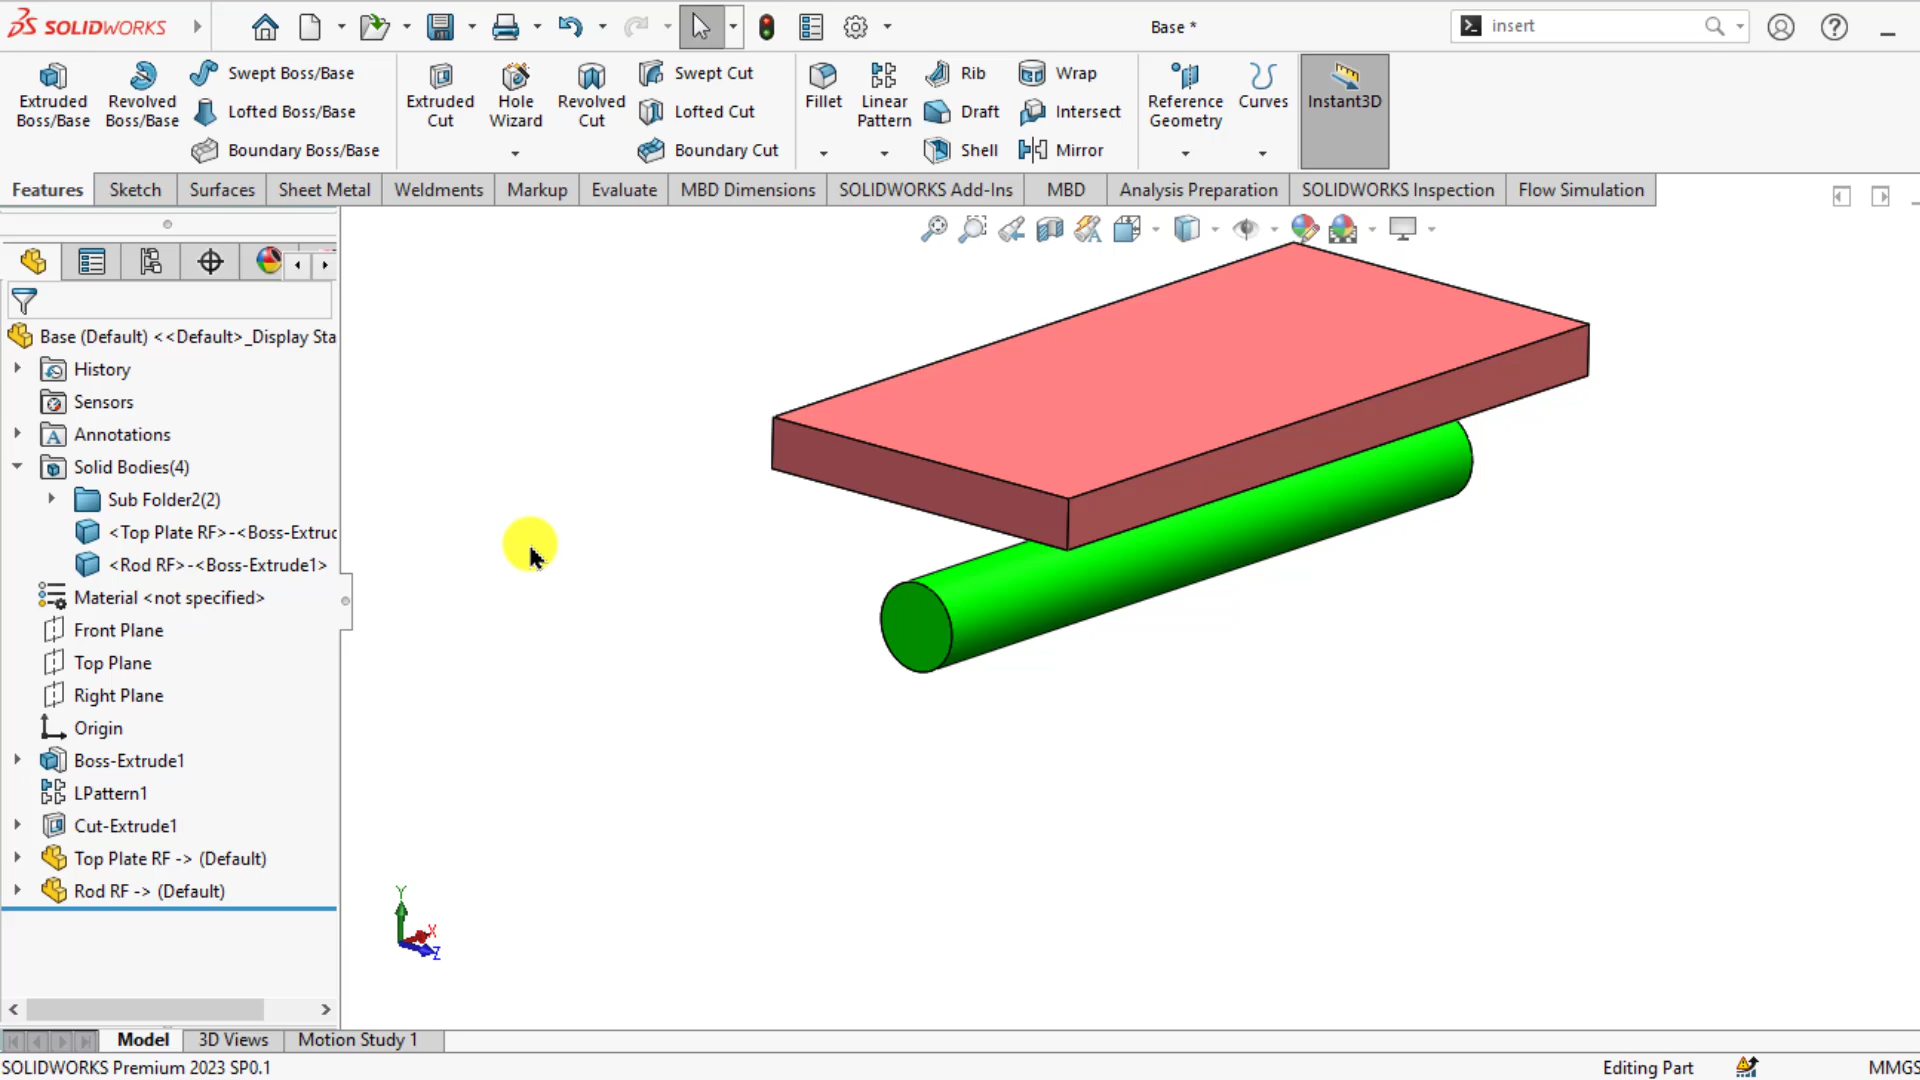 SOLIDWORKS
Base *
insert
Extruded Boss/Base
Revolved Boss/Base
Swept Boss/Base
Lofted Boss/Base
Boundary Boss/Base
Extruded Cut
Hole Wizard
Revolved Cut
Swept Cut
Lofted Cut
Boundary Cut
Fillet
Linear Pattern
Rib
Draft
Shell
Wrap
Intersect
Mirror
Reference Geometry
Curves
Instant3D
Features
Sketch
Surfaces
Sheet Metal
Weldments
Markup
Evaluate
MBD Dimensions
SOLIDWORKS Add-Ins
MBD
Analysis Preparation
SOLIDWORKS Inspection
Flow Simulation
Base (Default) <<Default>_Display Sta
History
Sensors
Annotations
Solid Bodies(4)
Sub Folder2(2)
<Top Plate RF>-<Boss-Extruc
<Rod RF>-<Boss-Extrude1>
Material <not specified>
Front Plane
Top Plane
Right Plane
Origin
Boss-Extrude1
LPattern1
Cut-Extrude1
Top Plate RF -> (Default)
Rod RF -> (Default)
Y
X
Z
Model
3D Views
Motion Study 1
SOLIDWORKS Premium 2023 SP0.1
Editing Part
MMGS